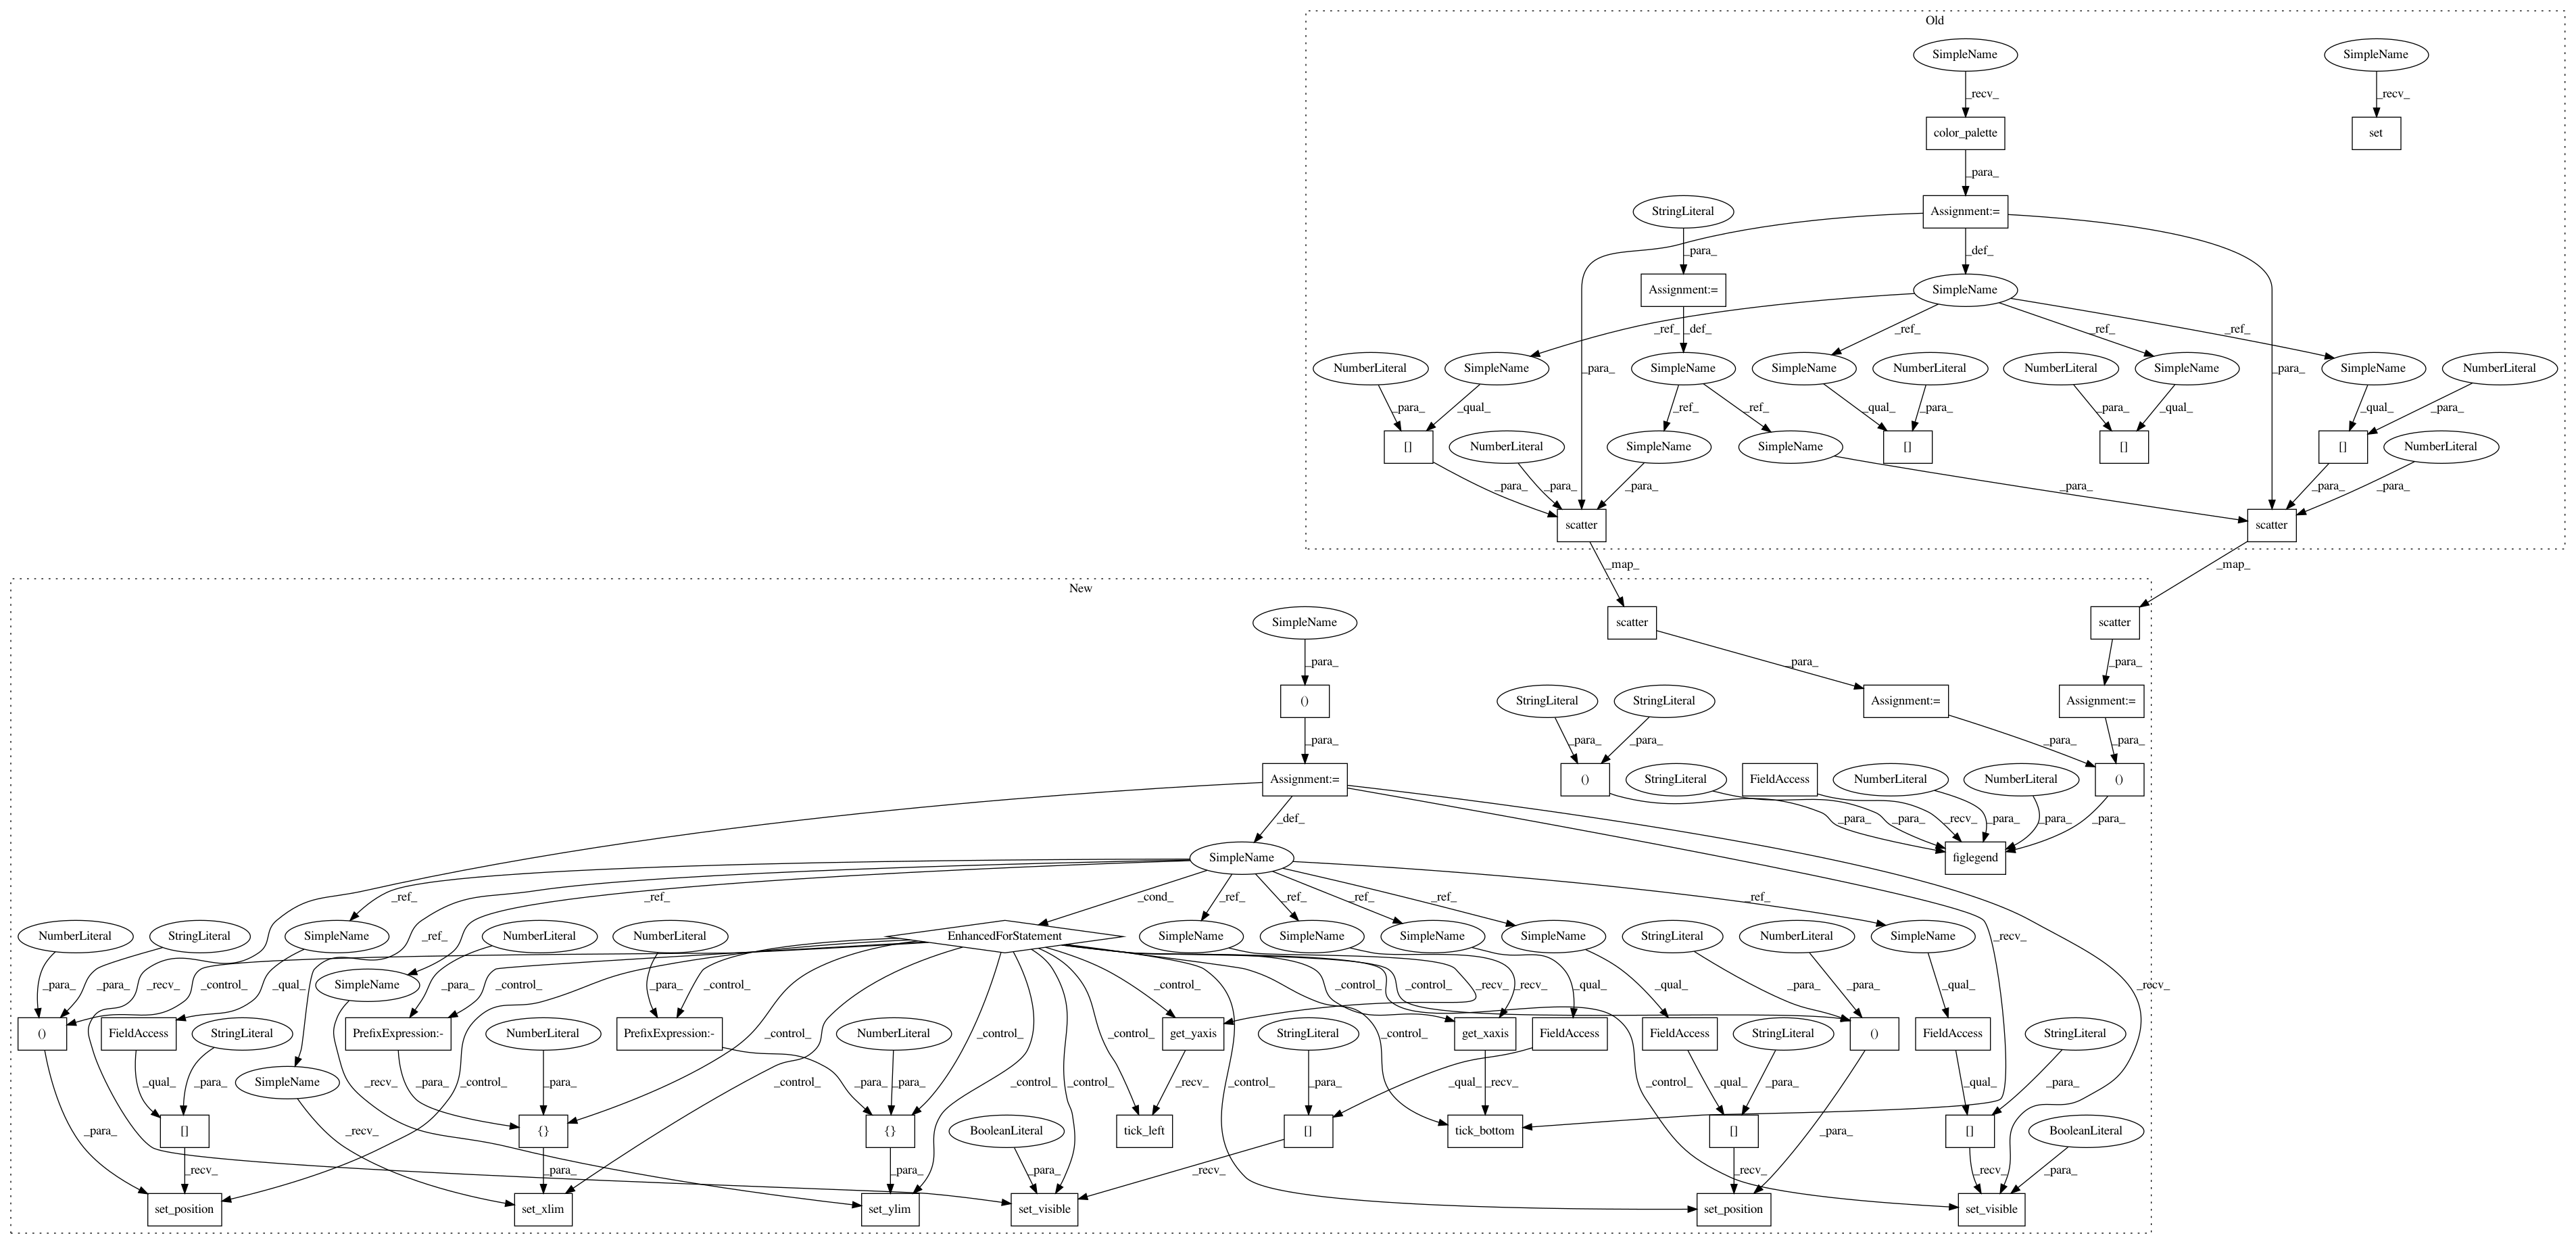 Old
SimpleName SimpleName
_recv_ _recv_
color_palette set
_para_
StringLiteral Assignment:=
_para_ _def_
Assignment:= SimpleName
_ref_ _def_ _ref_ _ref_ _ref_
NumberLiteral SimpleName _para_ SimpleName SimpleName NumberLiteral NumberLiteral SimpleName _para_ SimpleName NumberLiteral
_para_ _qual_ _ref_ _ref_ _qual_ _para_ _para_ _qual_ _qual_ _para_
[] NumberLiteral SimpleName SimpleName [] [] [] NumberLiteral
_para_ _para_ _para_ _para_ _para_ _para_
scatter scatter
_map_ _map_
New
SimpleName scatter scatter
_para_ _para_ _para_
() StringLiteral StringLiteral Assignment:= Assignment:=
_para_ _para_ _para_ _para_ _para_
Assignment:= () StringLiteral FieldAccess NumberLiteral NumberLiteral ()
_def_ _para_ _para_ _recv_ _para_ _para_ _para_
SimpleName figlegend
_ref_ _ref_ _cond_ _ref_ _ref_ _ref_ _ref_ _ref_
NumberLiteral StringLiteral SimpleName _ref_ NumberLiteral NumberLiteral EnhancedForStatement SimpleName SimpleName SimpleName SimpleName StringLiteral NumberLiteral SimpleName _recv_
_para_ _para_ _recv_ _control_ _qual_ SimpleName _para_ _control_ _para_ _control_ _control_ _control_ _recv_ _recv_ _qual_ _qual_ _control_ _para_ _para_ _qual_ _recv_
() FieldAccess StringLiteral PrefixExpression:- NumberLiteral PrefixExpression:- _control_ NumberLiteral get_yaxis StringLiteral get_xaxis FieldAccess FieldAccess StringLiteral () FieldAccess StringLiteral
_qual_ _para_ SimpleName _recv_ _control_ _para_ _para_ _control_ _para_ _para_ _control_ _control_ _control_ _control_ _recv_ _control_ _para_ _control_ _recv_ _qual_ _control_ _qual_ _para_ _qual_ _para_
_para_ [] _recv_ {} {} BooleanLiteral tick_left [] tick_bottom [] _para_ [] BooleanLiteral
_recv_ _para_ _para_ _para_ _recv_ _recv_ _recv_ _para_
set_position set_xlim set_ylim set_visible set_position set_visible